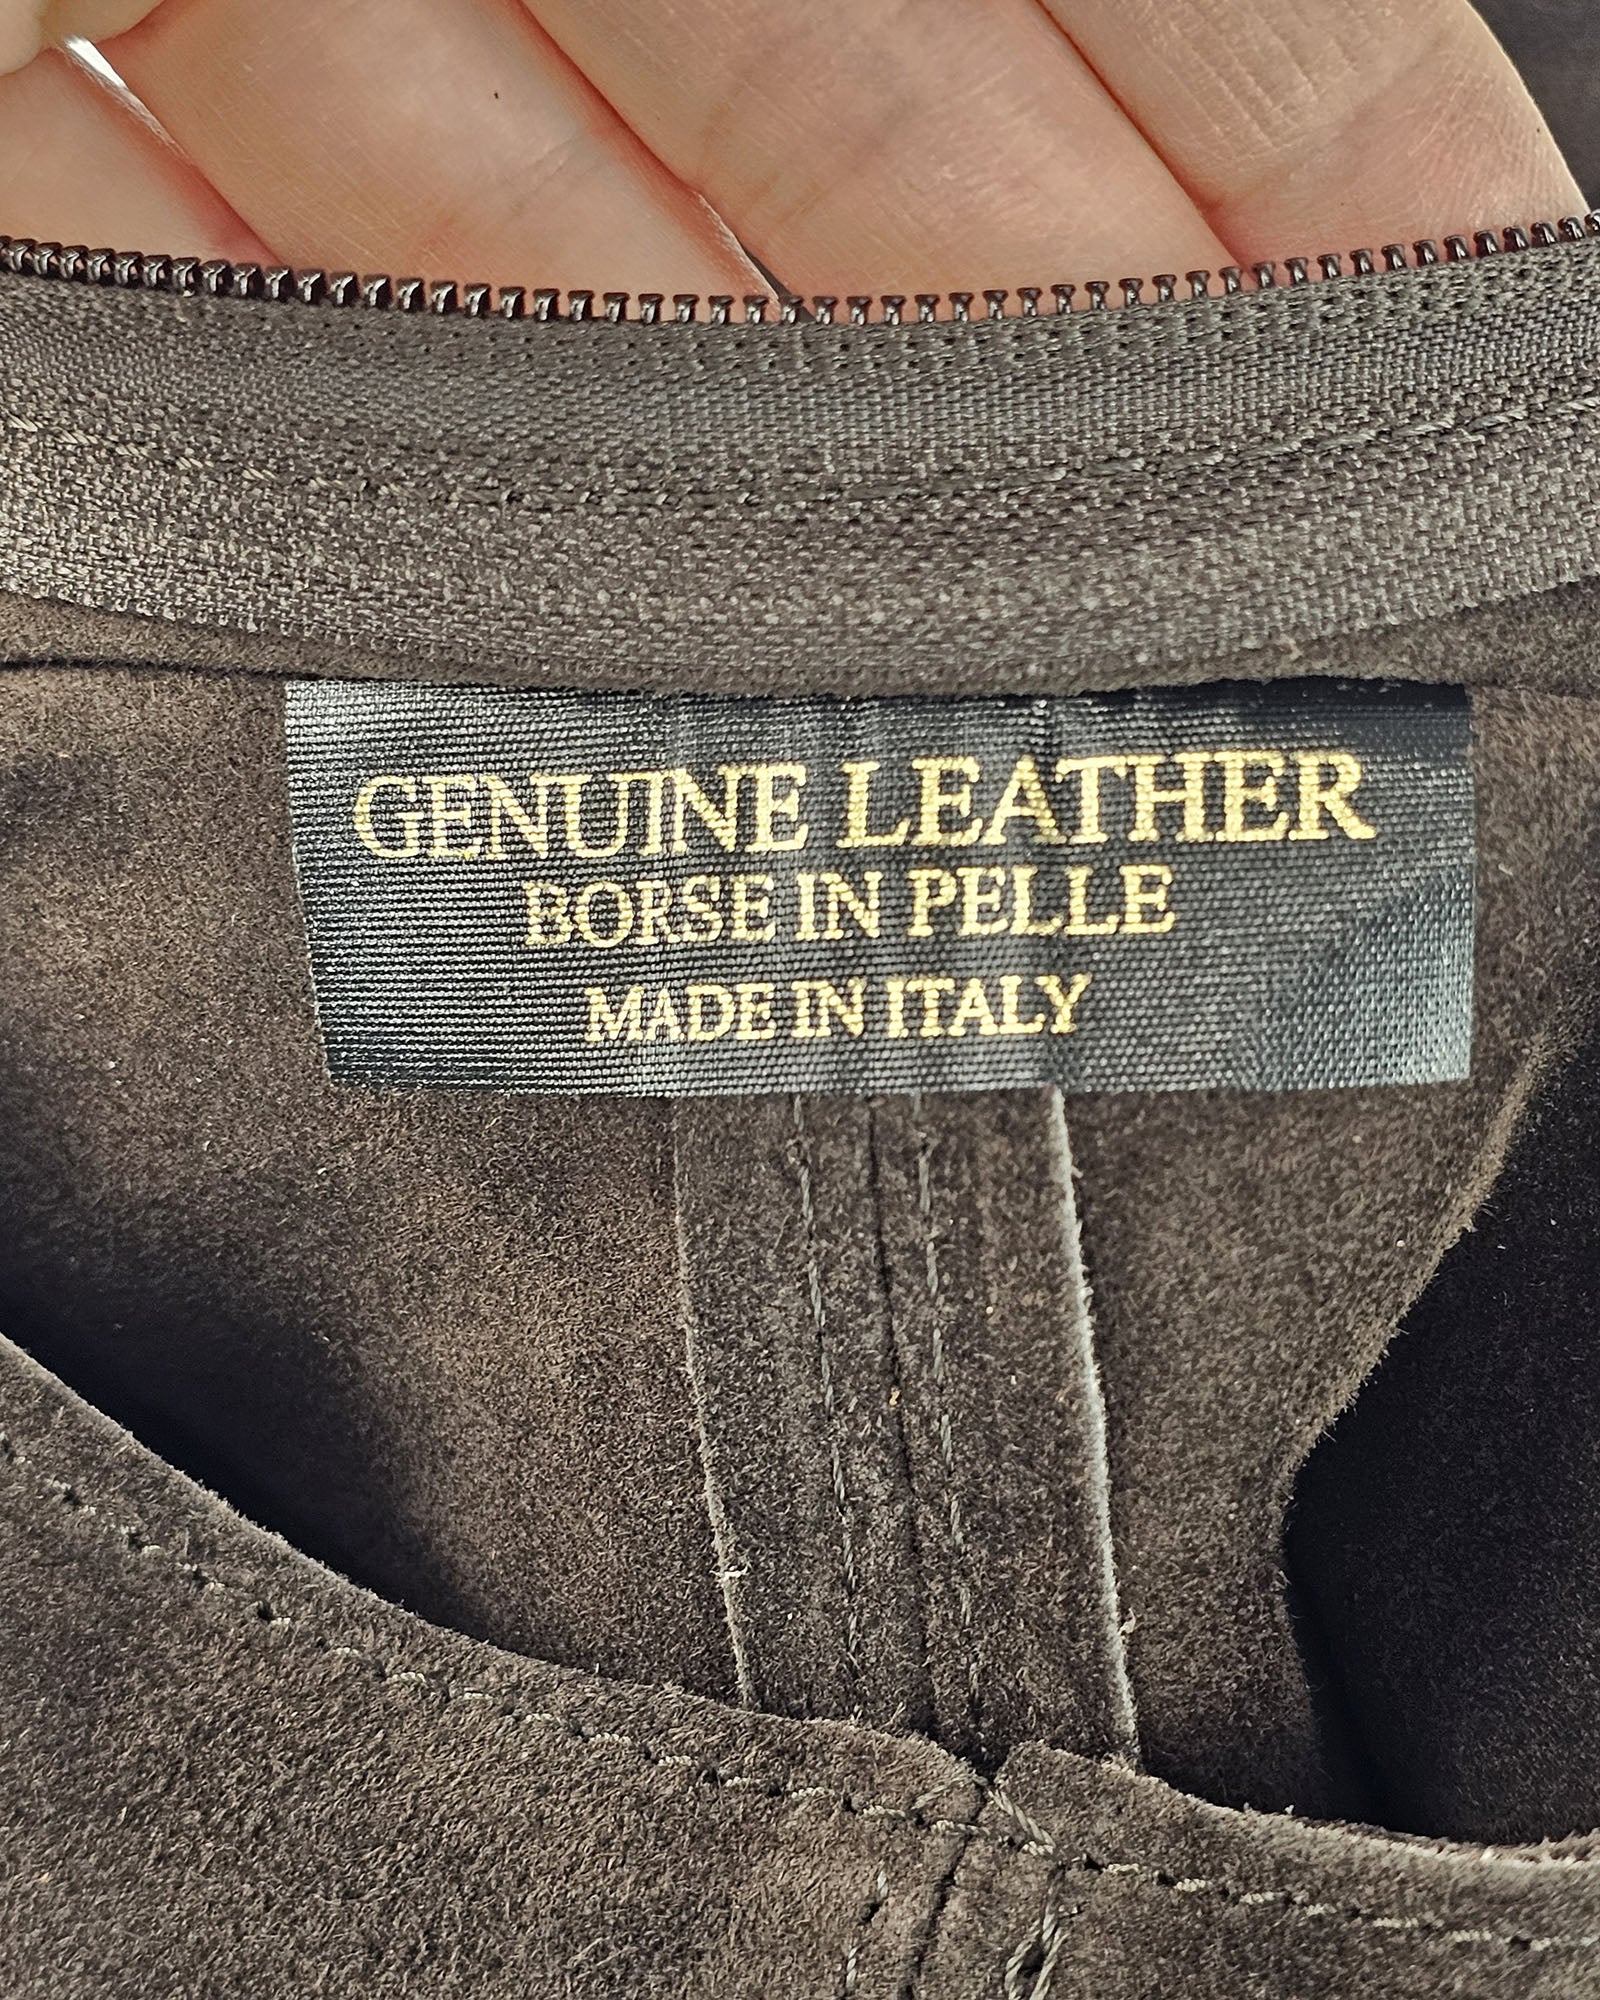 GENUINE LEATHER
BORSE IN PELLE
MADE IN ITALY